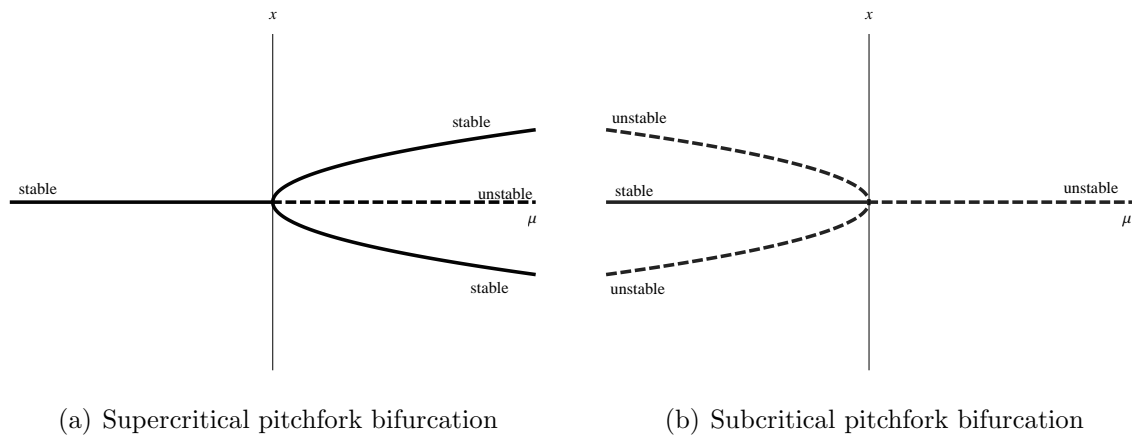 x
stable
stable
unstable
μ
stable
(a) Supercritical pitchfork bifurcation
x
unstable
stable
unstable
μ
unstable
(b) Subcritical pitchfork bifurcation